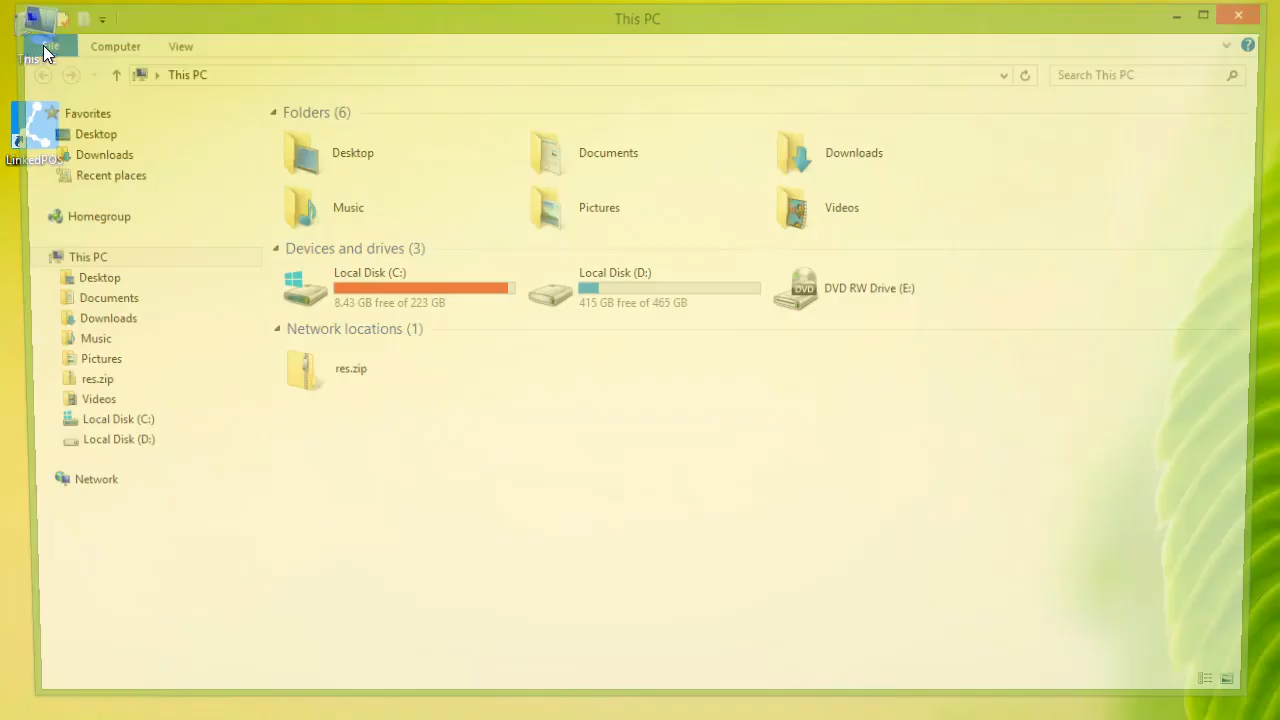 This PC
File
Computer
View
This PC
This PC
Search This PC
LinkedPOS
Favorites
Desktop
Downloads
Recent places
Homegroup
This PC
Desktop
Documents
Downloads
Music
Pictures
res.zip
Videos
Local Disk (C:)
Local Disk (D:)
Network
Folders (6)
Desktop
Documents
Downloads
Music
Pictures
Videos
Devices and drives (3)
Local Disk (C:)
8.43 GB free of 223 GB
Local Disk (D:)
415 GB free of 465 GB
DVD
DVD RW Drive (E:)
Network locations (1)
res.zip